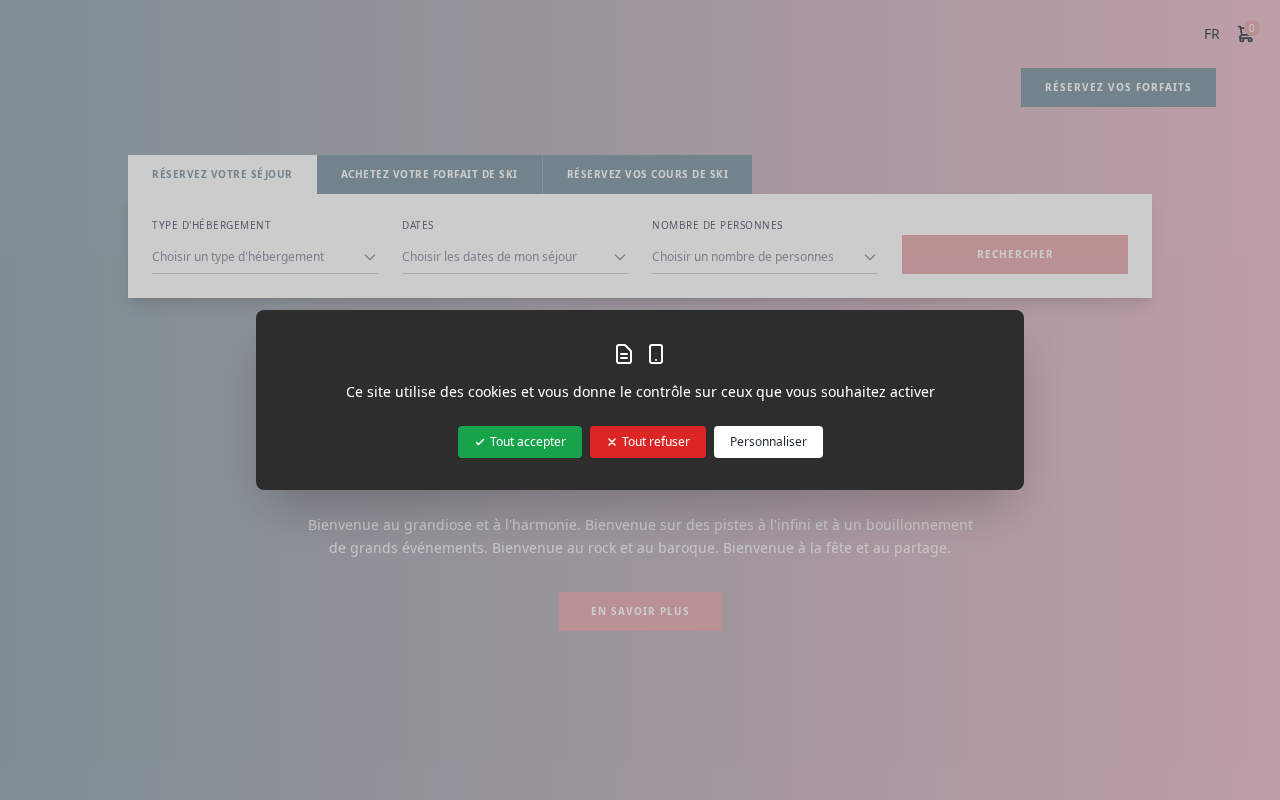 FR
0
RÉSERVEZ VOS FORFAITS
RÉSERVEZ VOTRE SÉJOUR
ACHETEZ VOTRE FORFAIT DE SKI
RÉSERVEZ VOS COURS DE SKI
TYPE D'HÉBERGEMENT
DATES
NOMBRE DE PERSONNES
Choisir un type d'hébergement
Choisir les dates de mon séjour
Choisir un nombre de personnes
RECHERCHER
Ce site utilise des cookies et vous donne le contrôle sur ceux que vous souhaitez activer
Tout accepter
Tout refuser
Personnaliser
Bienvenue au grandiose et à l'harmonie. Bienvenue sur des pistes à l'infini et à un bouillonnement
de grands événements. Bienvenue au rock et au baroque. Bienvenue à la fête et au partage.
EN SAVOIR PLUS